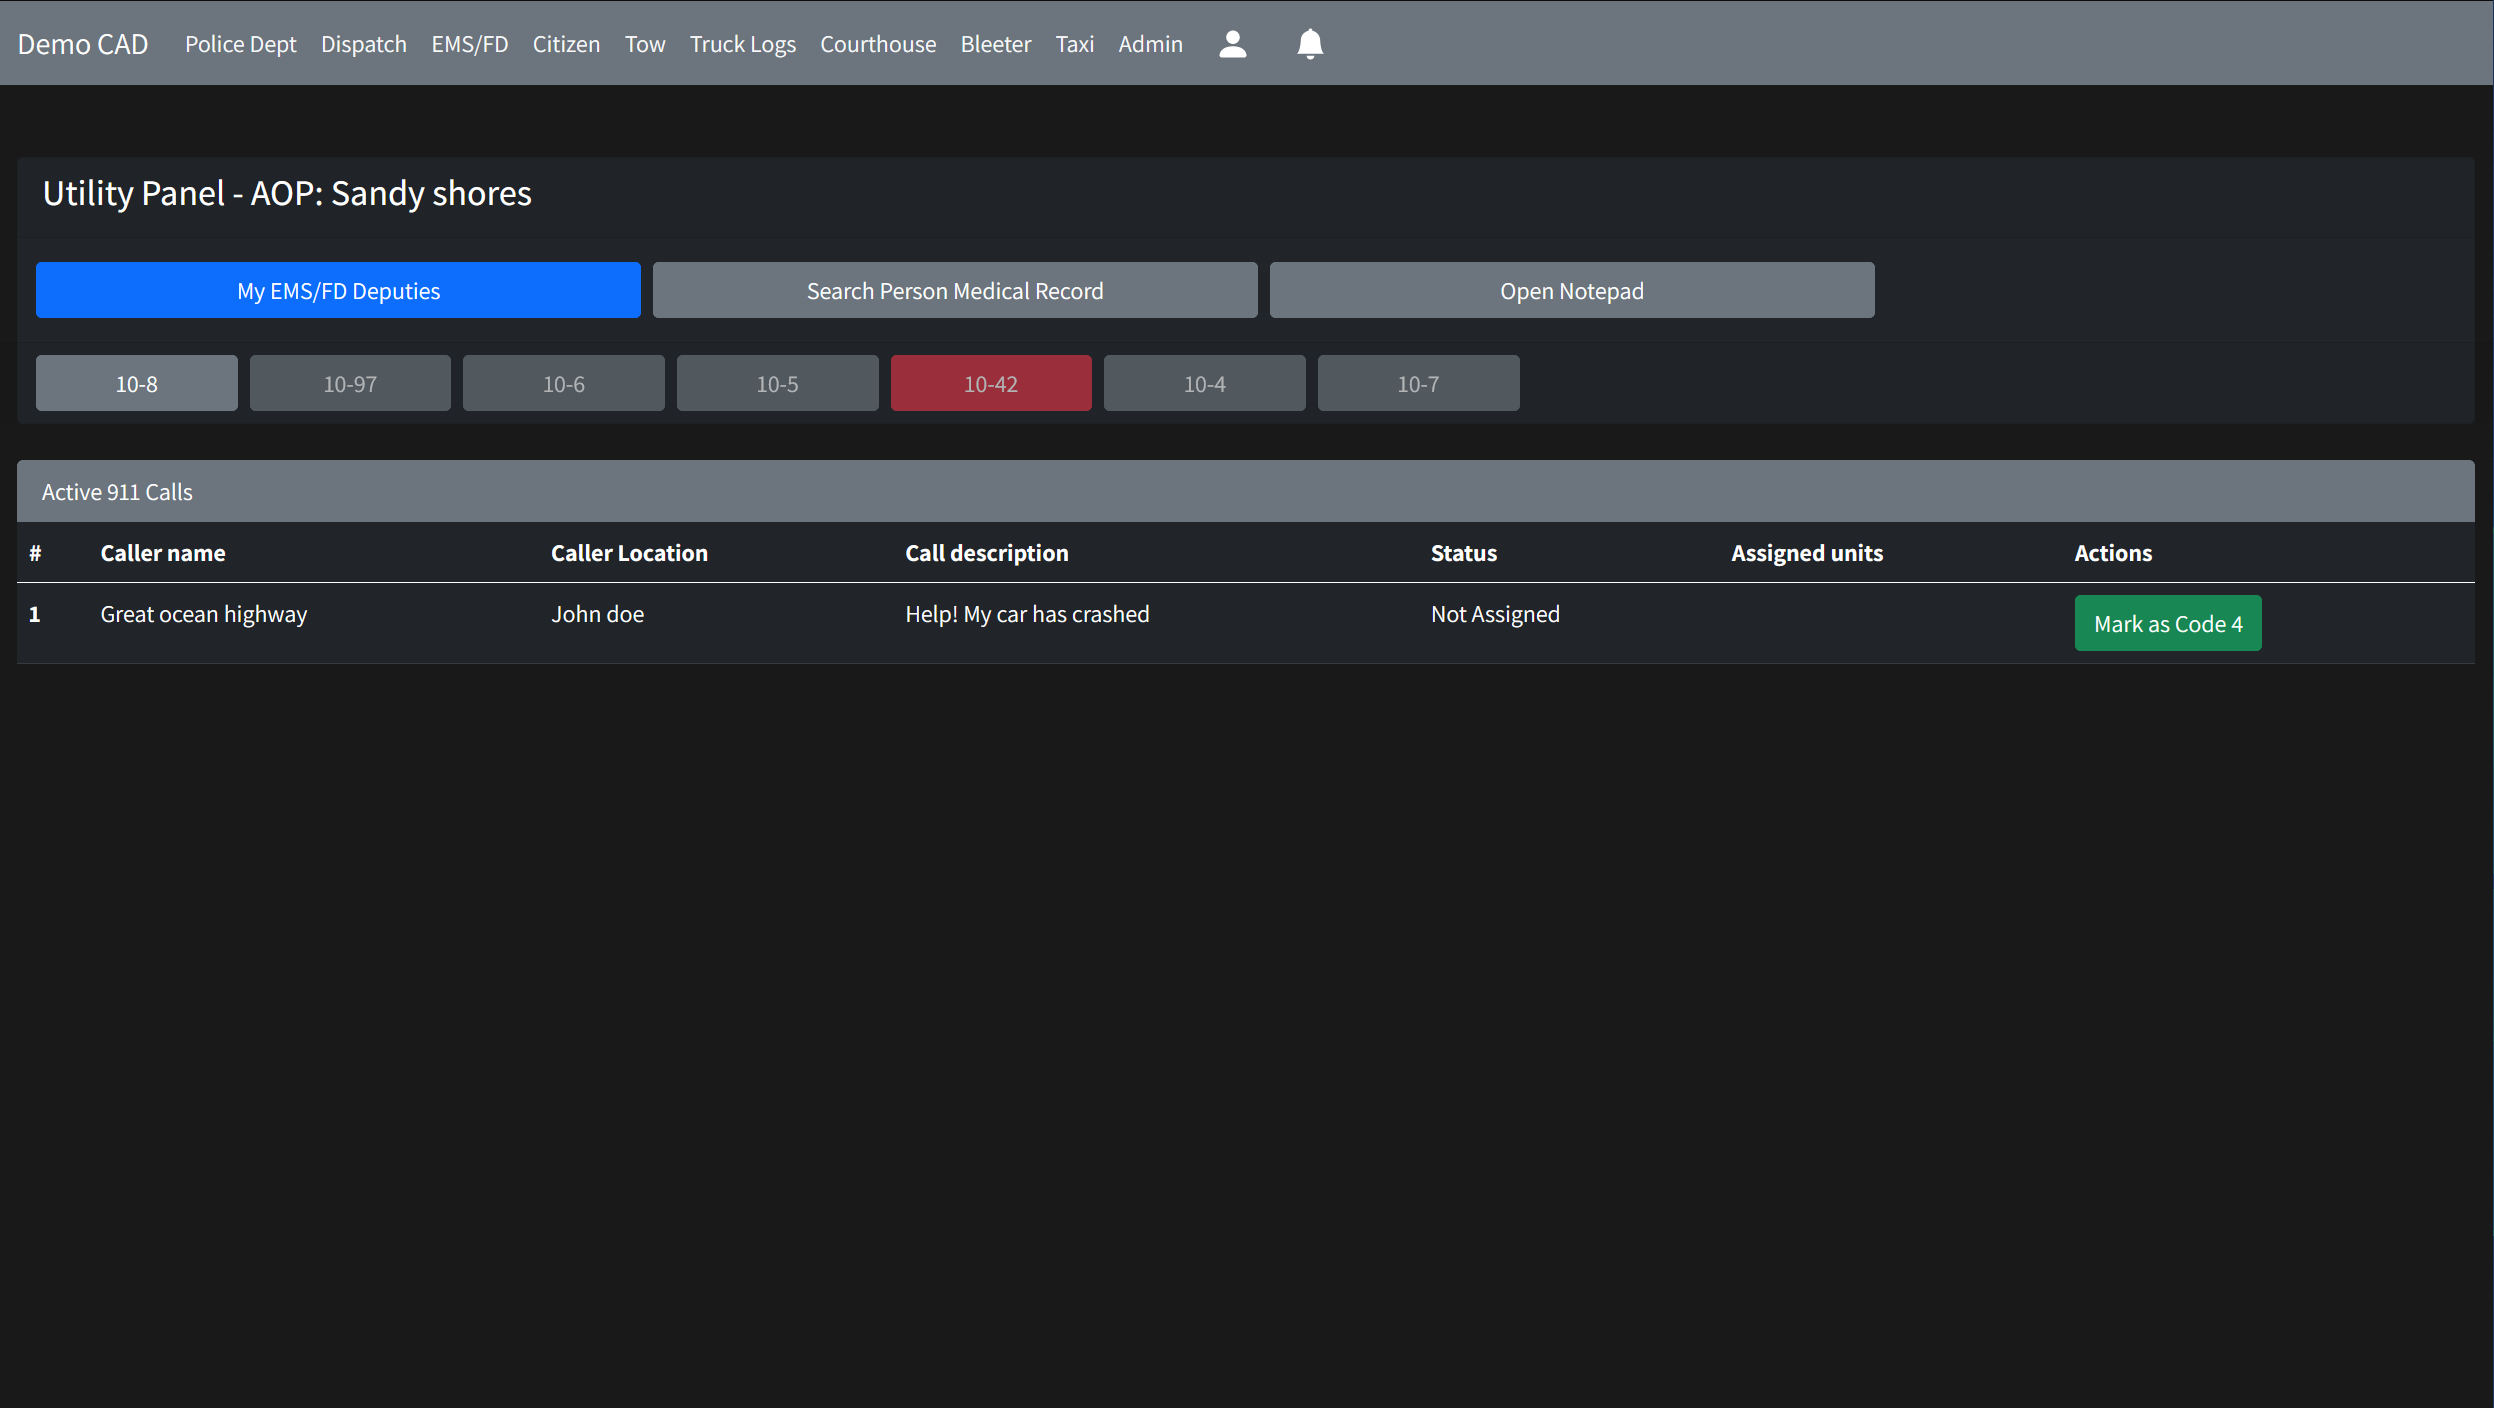 Demo CAD Police Dept Dispatch EMS/FD Citizen Tow Truck Logs Courthouse Bleeter Taxi Admin
Utility Panel - AOP: Sandy shores
My EMS/FD Deputies Search Person Medical Record Open Notepad
10-8 10-97 10-6 10-5 10-42 10-4 10-7
Active 911 Calls
# Caller name Caller Location Call description Status Assigned units Actions
1 Great ocean highway John doe Help! My car has crashed Not Assigned Mark as Code 4